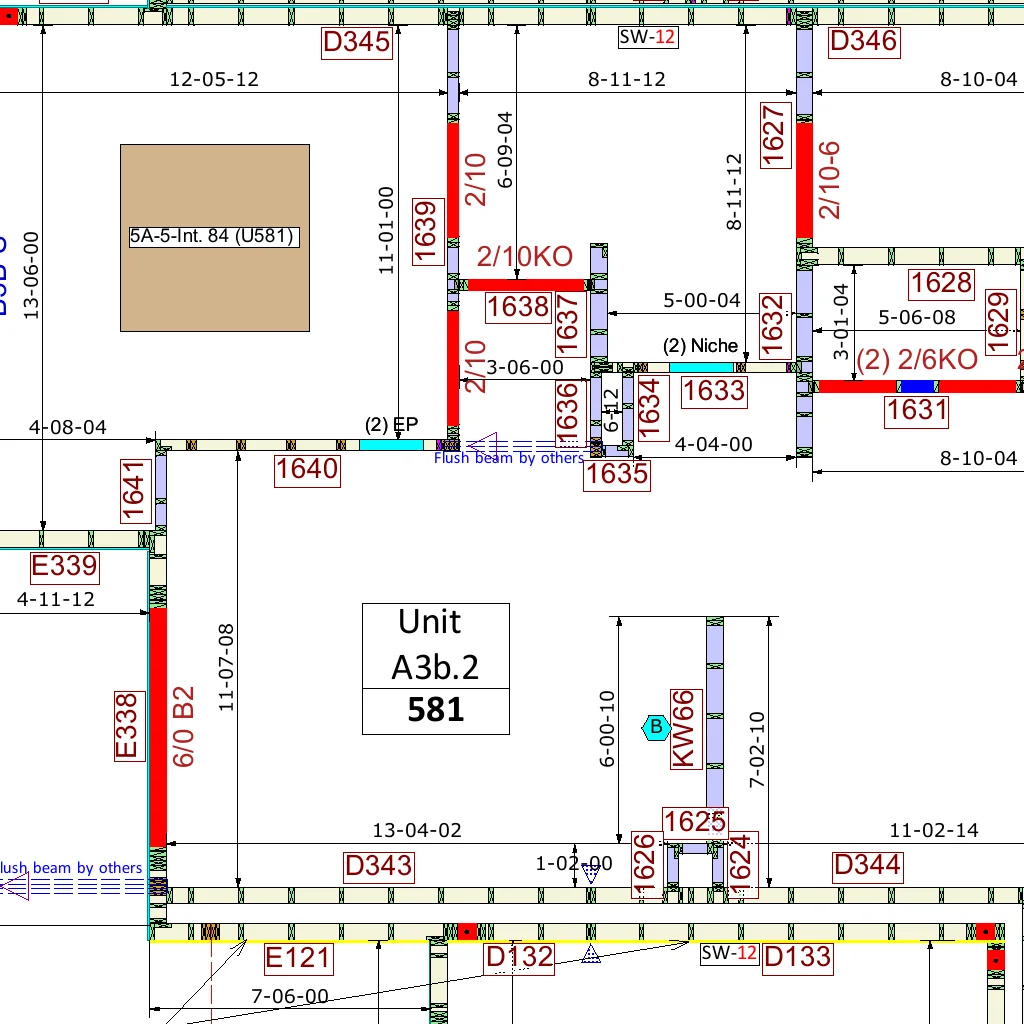 D345
SW-12
D346
12-05-12
8-11-12
8-10-04
1627
6-09-04
8-11-12
2/10
2/10-6
5A-5-Int. 84 (U581)
13-06-00
11-01-00
1639
2/10KO
1638
1637
5-00-04
1632
1628
1629
3-01-04
5-06-08
(2) Niche
(2) 2/6KO
2/10
3-06-00
1633
1631
1636
6-12
1634
4-08-04
(2) EP
4-04-00
Flush beam by others
8-10-04
1640
1635
1641
E339
4-11-12
Unit
A3b.2
581
11-07-08
E338
6/0 B2
6-00-10
B
KW66
7-02-10
1625
13-04-02
11-02-14
1626
1624
1-02-00
D343
D344
lush beam by others
E121
D132
SW-12
D133
7-06-00